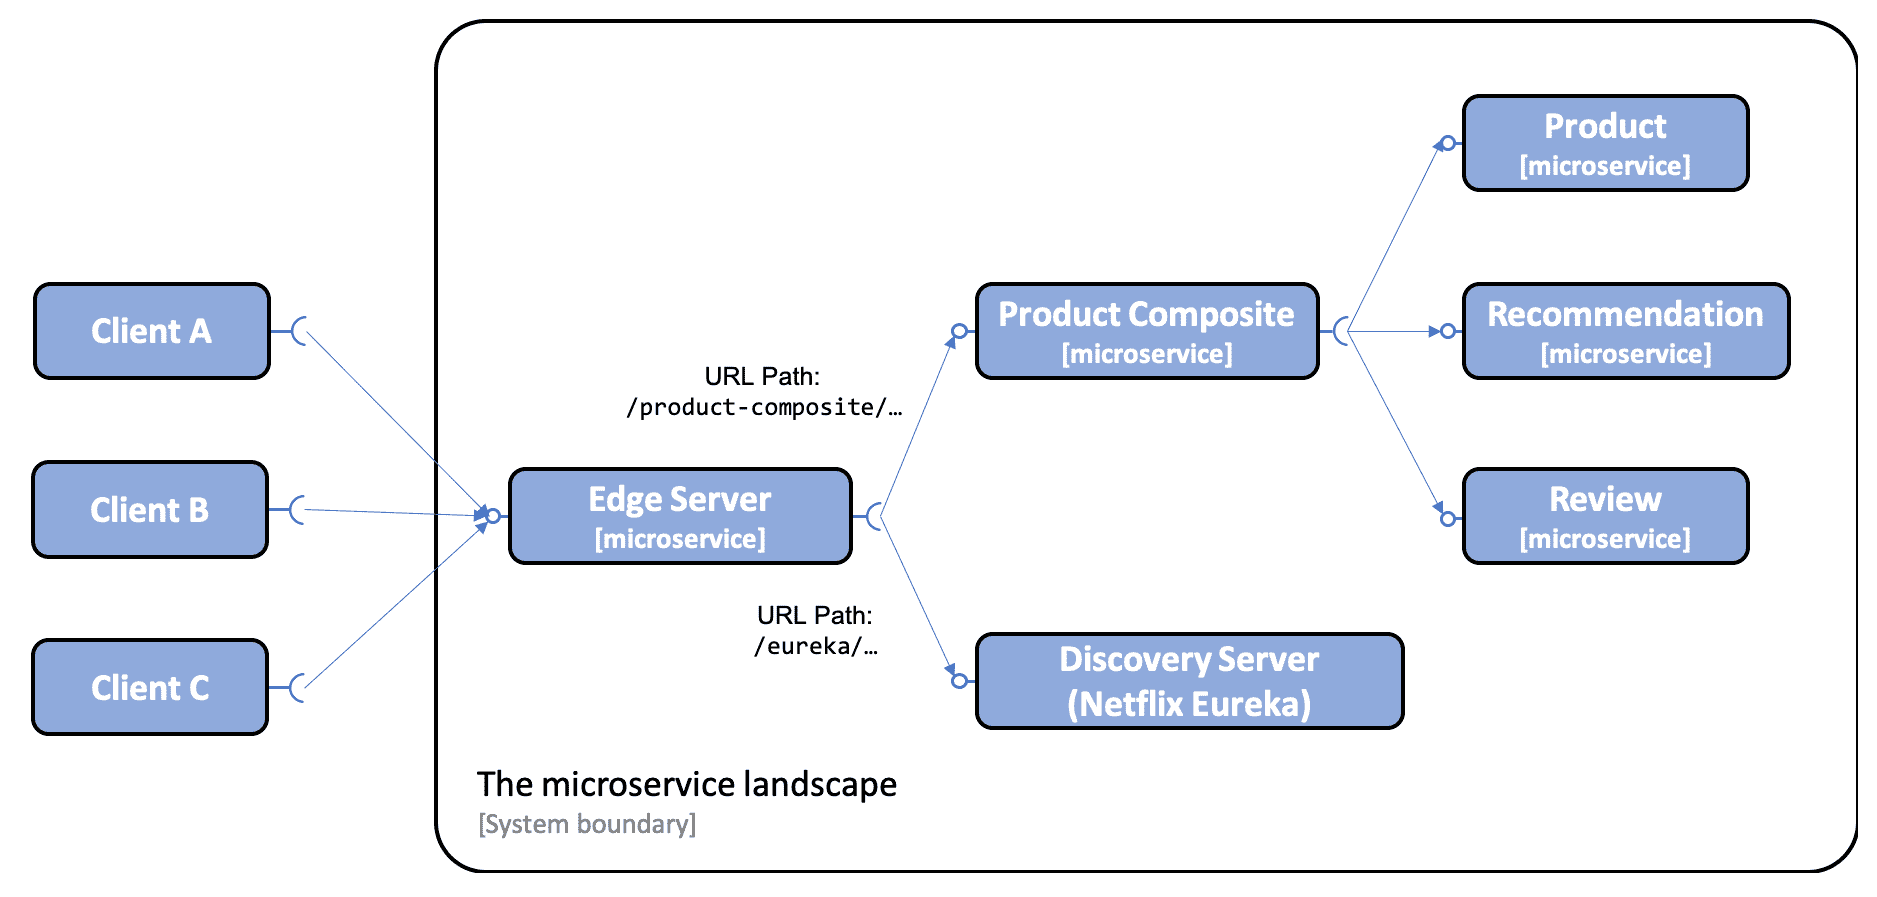 Product
[microservice]
Client A
Product Composite
[microservice]
Recommendation
[microservice]
URL Path:
/product-composite/…
Client B
Edge Server
[microservice]
Review
[microservice]
URL Path:
/eureka/…
Client C
Discovery Server
(Netflix Eureka)
The microservice landscape
[System boundary]